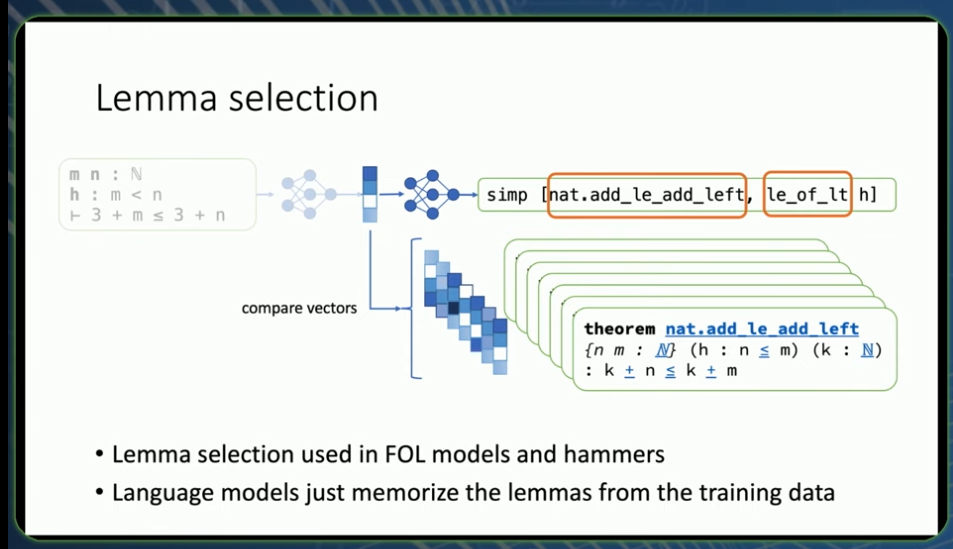 Lemma selection
m n : ℕ
h : m < n
⊢ 3 + m ≤ 3 + n
simp [nat.add_le_add_left, le_of_lt h]
compare vectors
theorem nat.add_le_add_left
{n m : ℕ} (h : n ≤ m) (k : ℕ)
: k + n ≤ k + m
• Lemma selection used in FOL models and hammers
• Language models just memorize the lemmas from the training data